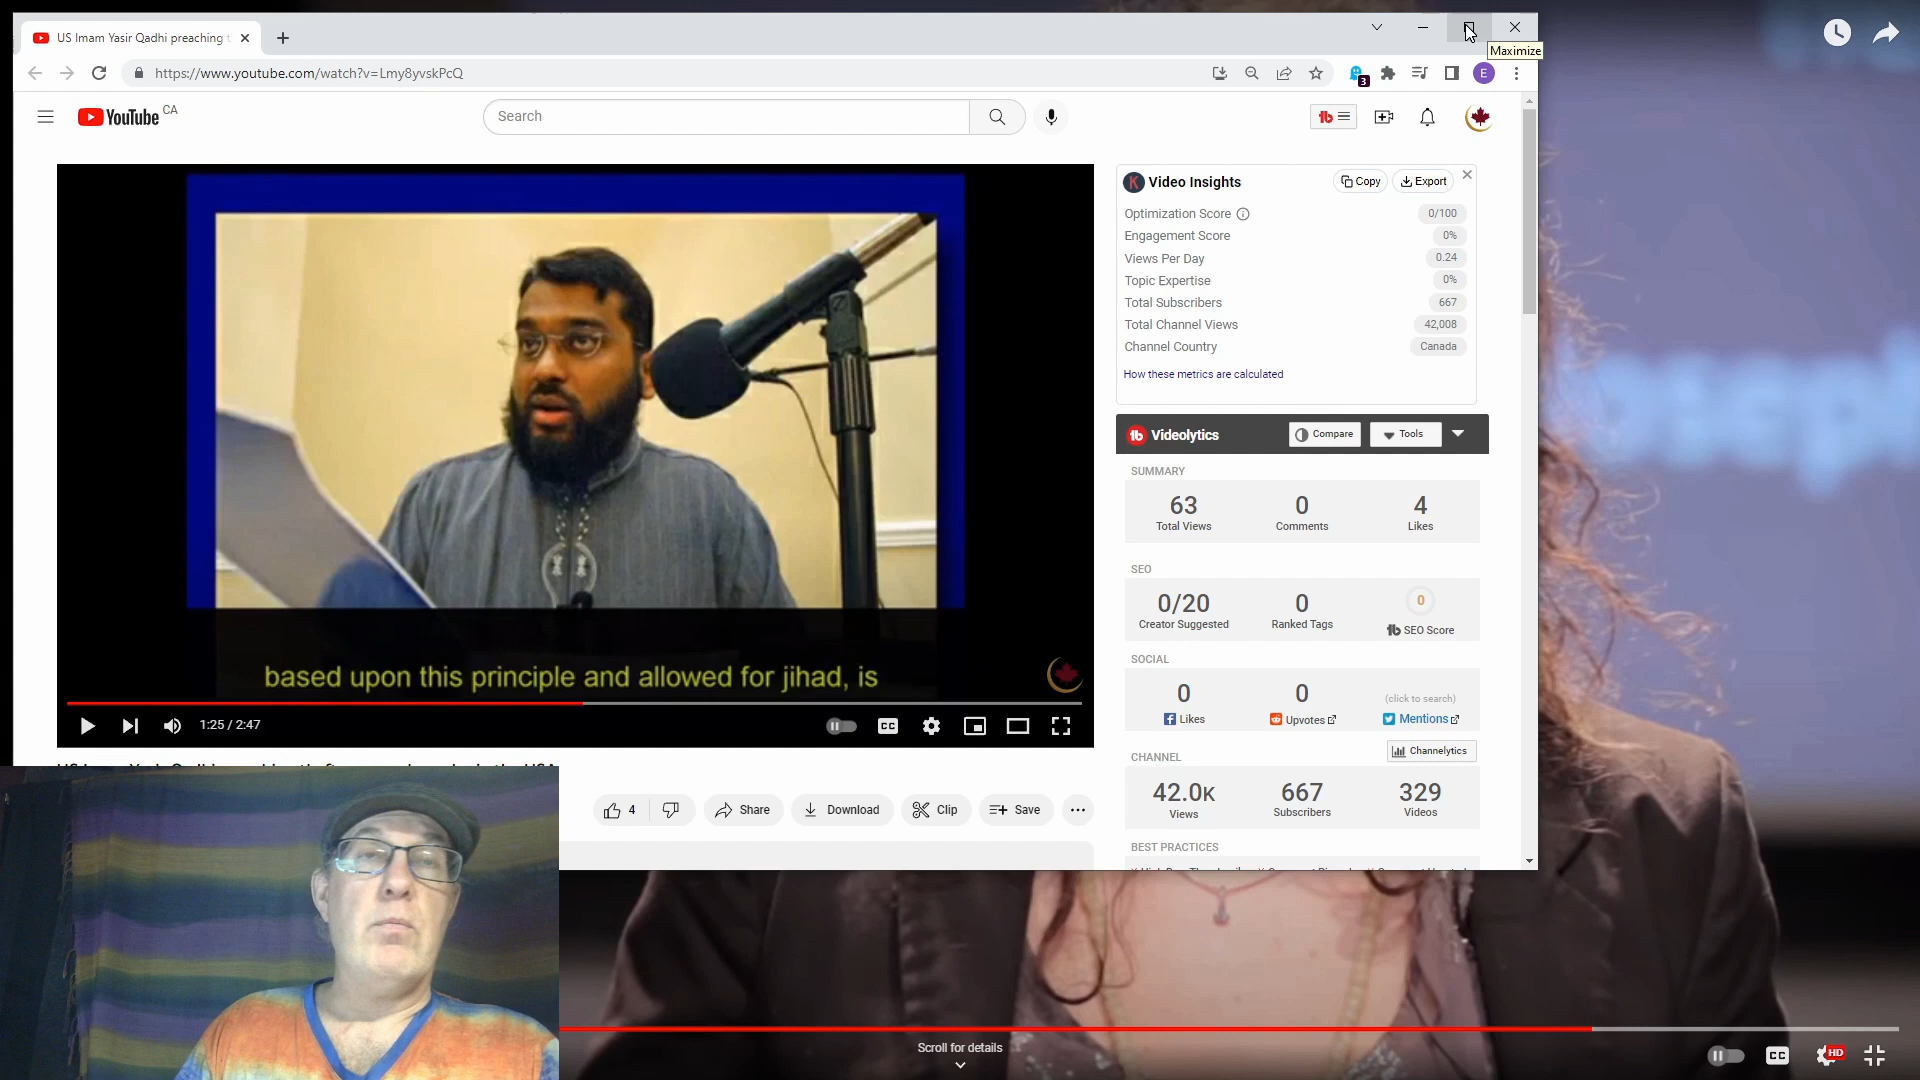 US Imam Yasir Qadhi preaching t
Maximize
https://www.youtube.com/watch?v=Lmy8yvskPcQ
3
E
YouTube CA
Search
Video Insights
Copy
Export
Optimization Score
0/100
Engagement Score
0%
Views Per Day
0.24
Topic Expertise
0%
Total Subscribers
667
Total Channel Views
42,008
Channel Country
Canada
How these metrics are calculated
Videolytics
Compare
Tools
SUMMARY
63 0 4
Total Views Comments Likes
SEO
0/20 0 0
Creator Suggested Ranked Tags SEO Score
SOCIAL
0 0 (click to search)
Likes Upvotes Mentions
CHANNEL
Channelytics
42.0K 667 329
Views Subscribers Videos
BEST PRACTICES
based upon this principle and allowed for jihad, is
1:25 / 2:47
CC
4
Share
Download
Clip
Save
Scroll for details
CC
HD